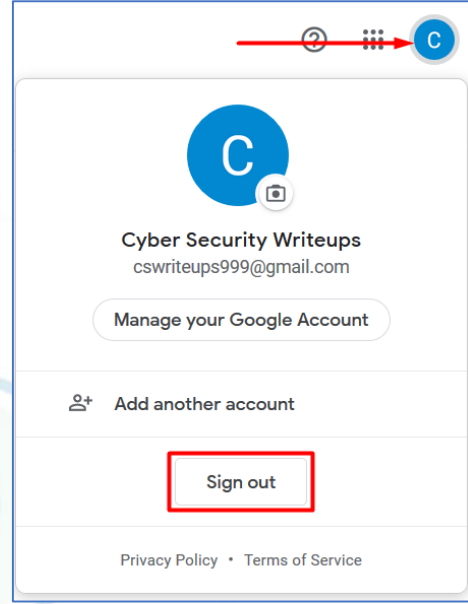 C
C
Cyber Security Writeups
cswriteups999@gmail.com
Manage your Google Account
Add another account
Sign out
Privacy Policy • Terms of Service